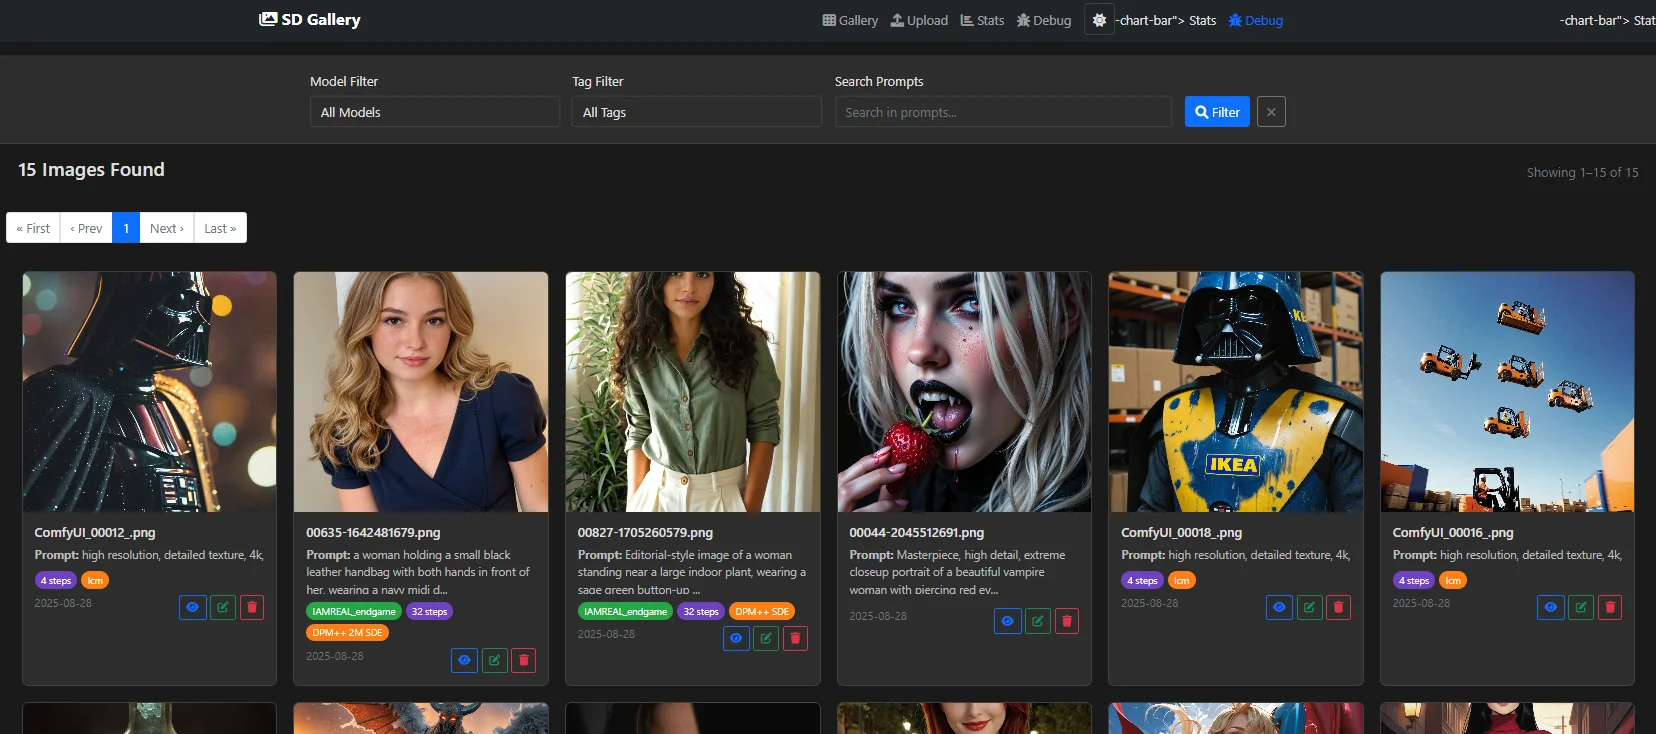 SD Gallery
Gallery Upload Stats Debug -chart-bar"> Stats Debug -chart-bar"> Stat
Model Filter Tag Filter Search Prompts
All Models All Tags Search in prompts... Filter ×
15 Images Found
Showing 1–15 of 15
« First ‹ Prev 1 Next › Last »
ComfyUI_00012_.png
Prompt: high resolution, detailed texture, 4k,
4 steps lcm
2025-08-28
00635-1642481679.png
Prompt: a woman holding a small black
leather handbag with both hands in front of
her, wearing a navy midi d...
IAMREAL_endgame 32 steps
DPM++ 2M SDE
2025-08-28
00827-1705260579.png
Prompt: Editorial-style image of a woman
standing near a large indoor plant, wearing a
sage green button-up ...
IAMREAL_endgame 32 steps DPM++ SDE
2025-08-28
00044-2045512691.png
Prompt: Masterpiece, high detail, extreme
closeup portrait of a beautiful vampire
woman with piercing red ey...
2025-08-28
IKEA
ComfyUI_00018_.png
Prompt: high resolution, detailed texture, 4k,
4 steps lcm
2025-08-28
ComfyUI_00016_.png
Prompt: high resolution, detailed texture, 4k,
4 steps lcm
2025-08-28